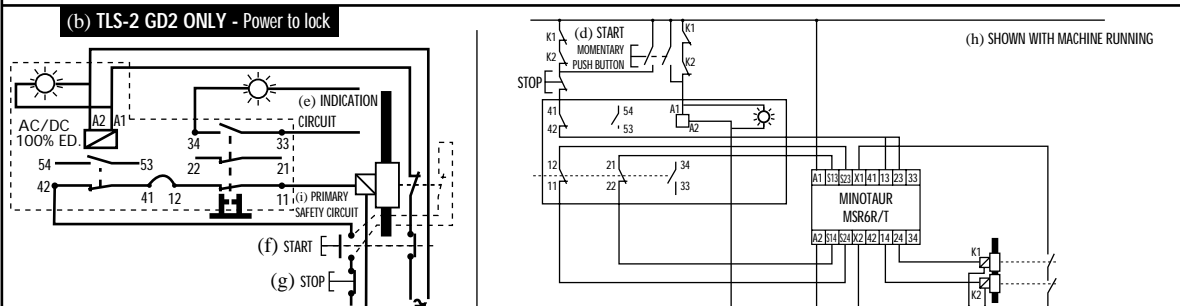 (b) TLS-2 GD2 ONLY - Power to lock
(e) INDICATION
CIRCUIT
A2 A1
AC/DC
100% ED.
34 33
54 53
22 21
42 41 12 11
(i) PRIMARY
SAFETY CIRCUIT
(f) START
(g) STOP
K1 (d) START K1
MOMENTARY
PUSH BUTTON
K2 K2
STOP
(h) SHOWN WITH MACHINE RUNNING
41 54 A1
42 53 A2
12 21 34
11 22 33
A1 S13 S23 X1 41 13 23 33
MINOTAUR
MSR6R/T
A2 S14 S24 X2 42 14 24 34
K1
K2